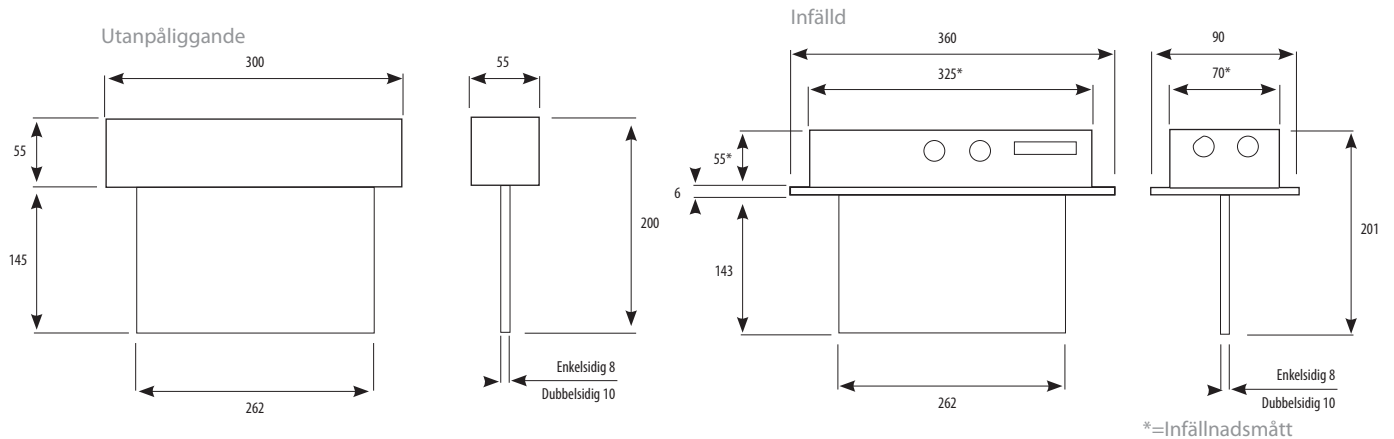 Utanpåliggande
300
55
55
145
200
262
Enkelsidig 8
Dubbelsidig 10
Infälld
360
90
325*
70*
55*
6
143
201
262
Enkelsidig 8
Dubbelsidig 10
*=Infällnadsmått